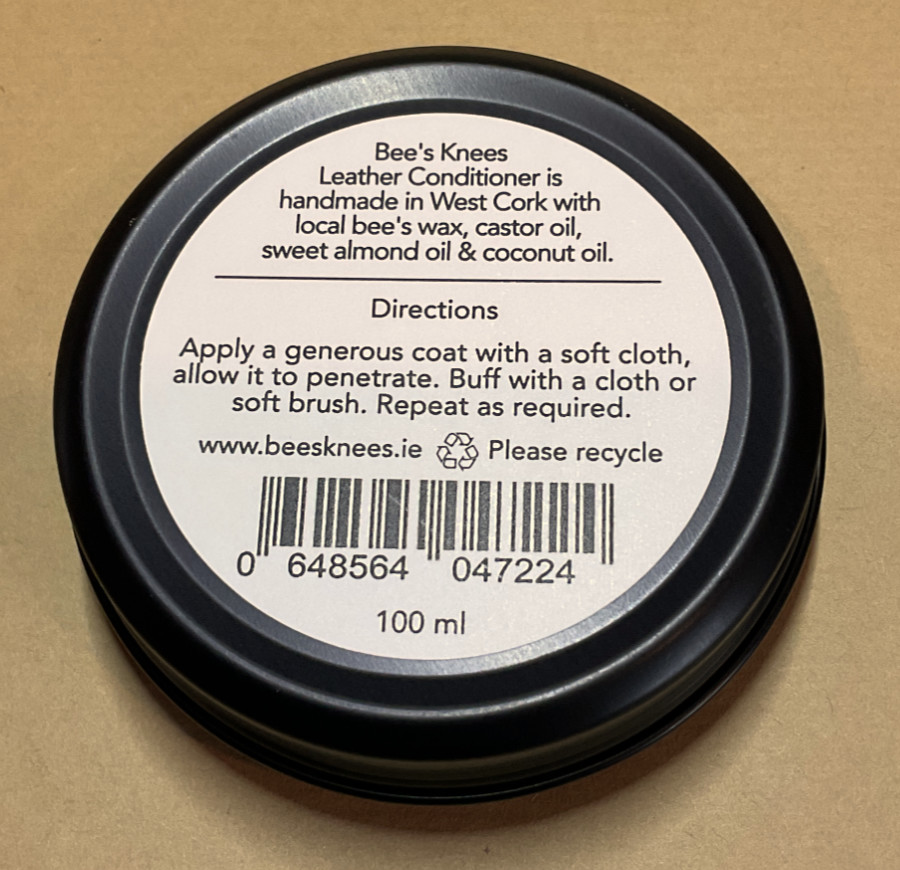 Bee's Knees
Leather Conditioner is
handmade in West Cork with
local bee's wax, castor oil,
sweet almond oil & coconut oil.
Directions
Apply a generous coat with a soft cloth,
allow it to penetrate. Buff with a cloth or
soft brush. Repeat as required.
www.beesknees.ie Please recycle
0 648564 047224
100 ml